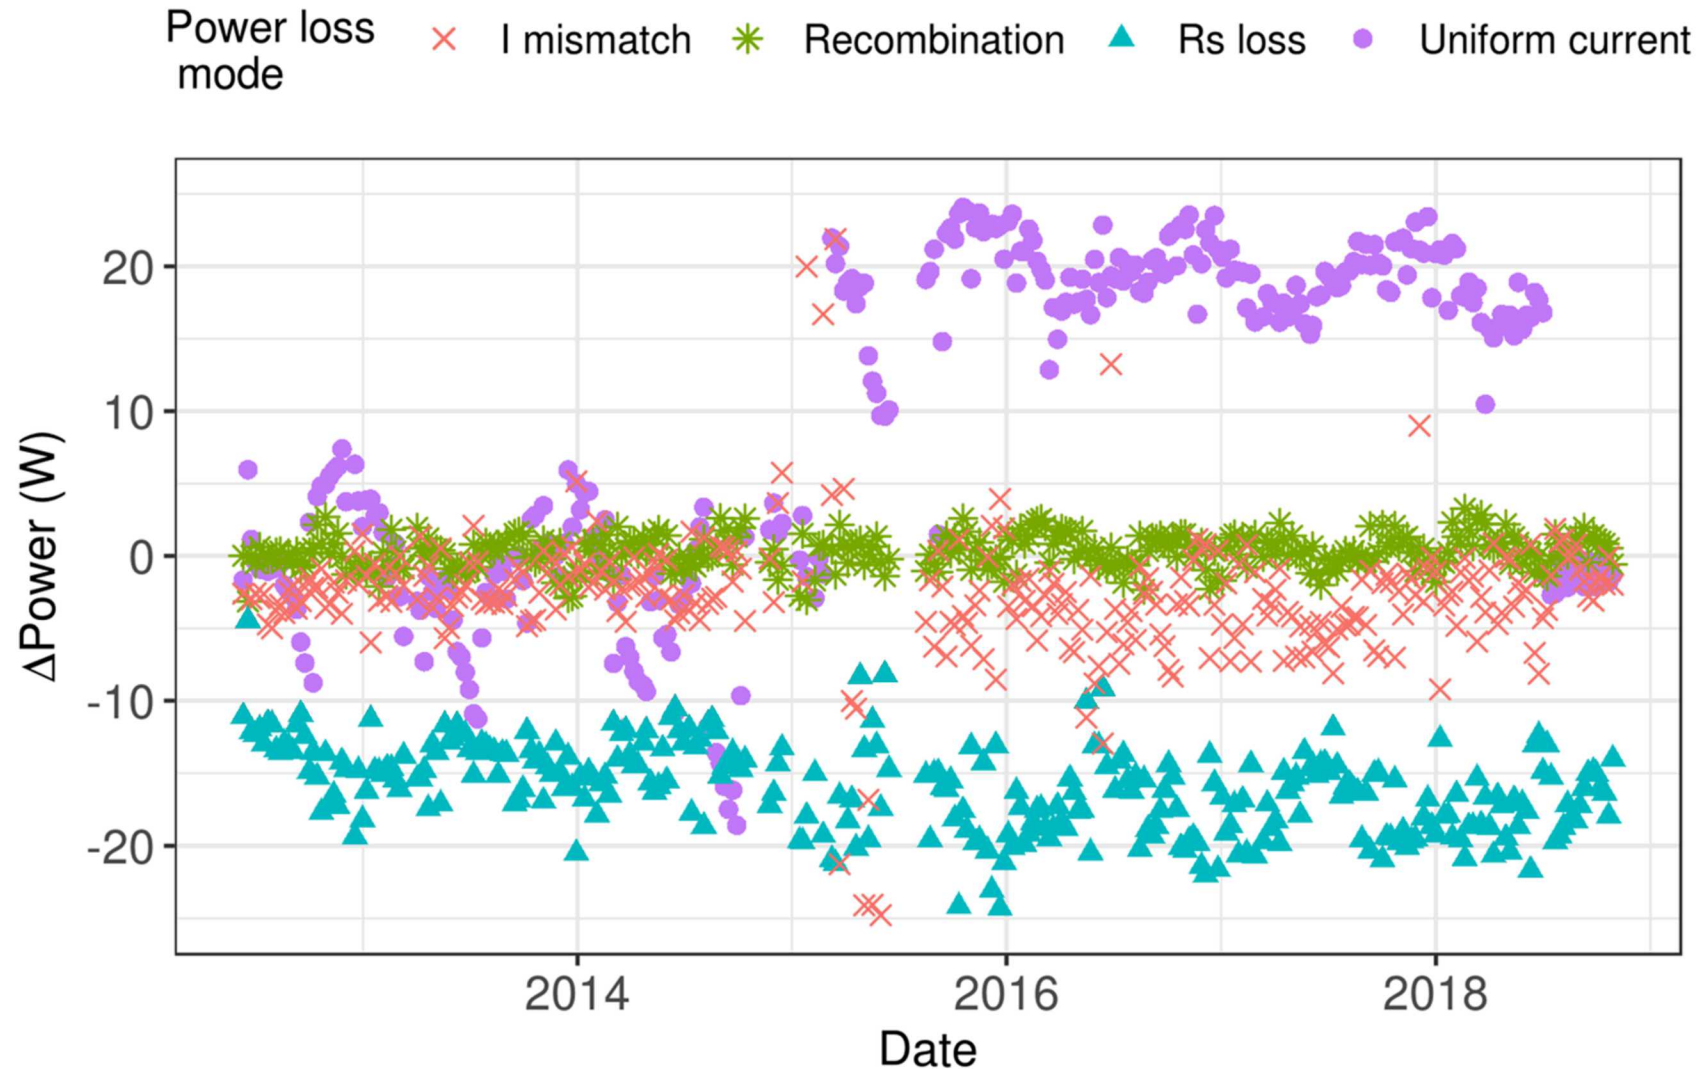 Power loss
mode
I mismatch Recombination Rs loss Uniform current
20
10
0
-10
-20
ΔPower (W)
2014 2016 2018
Date